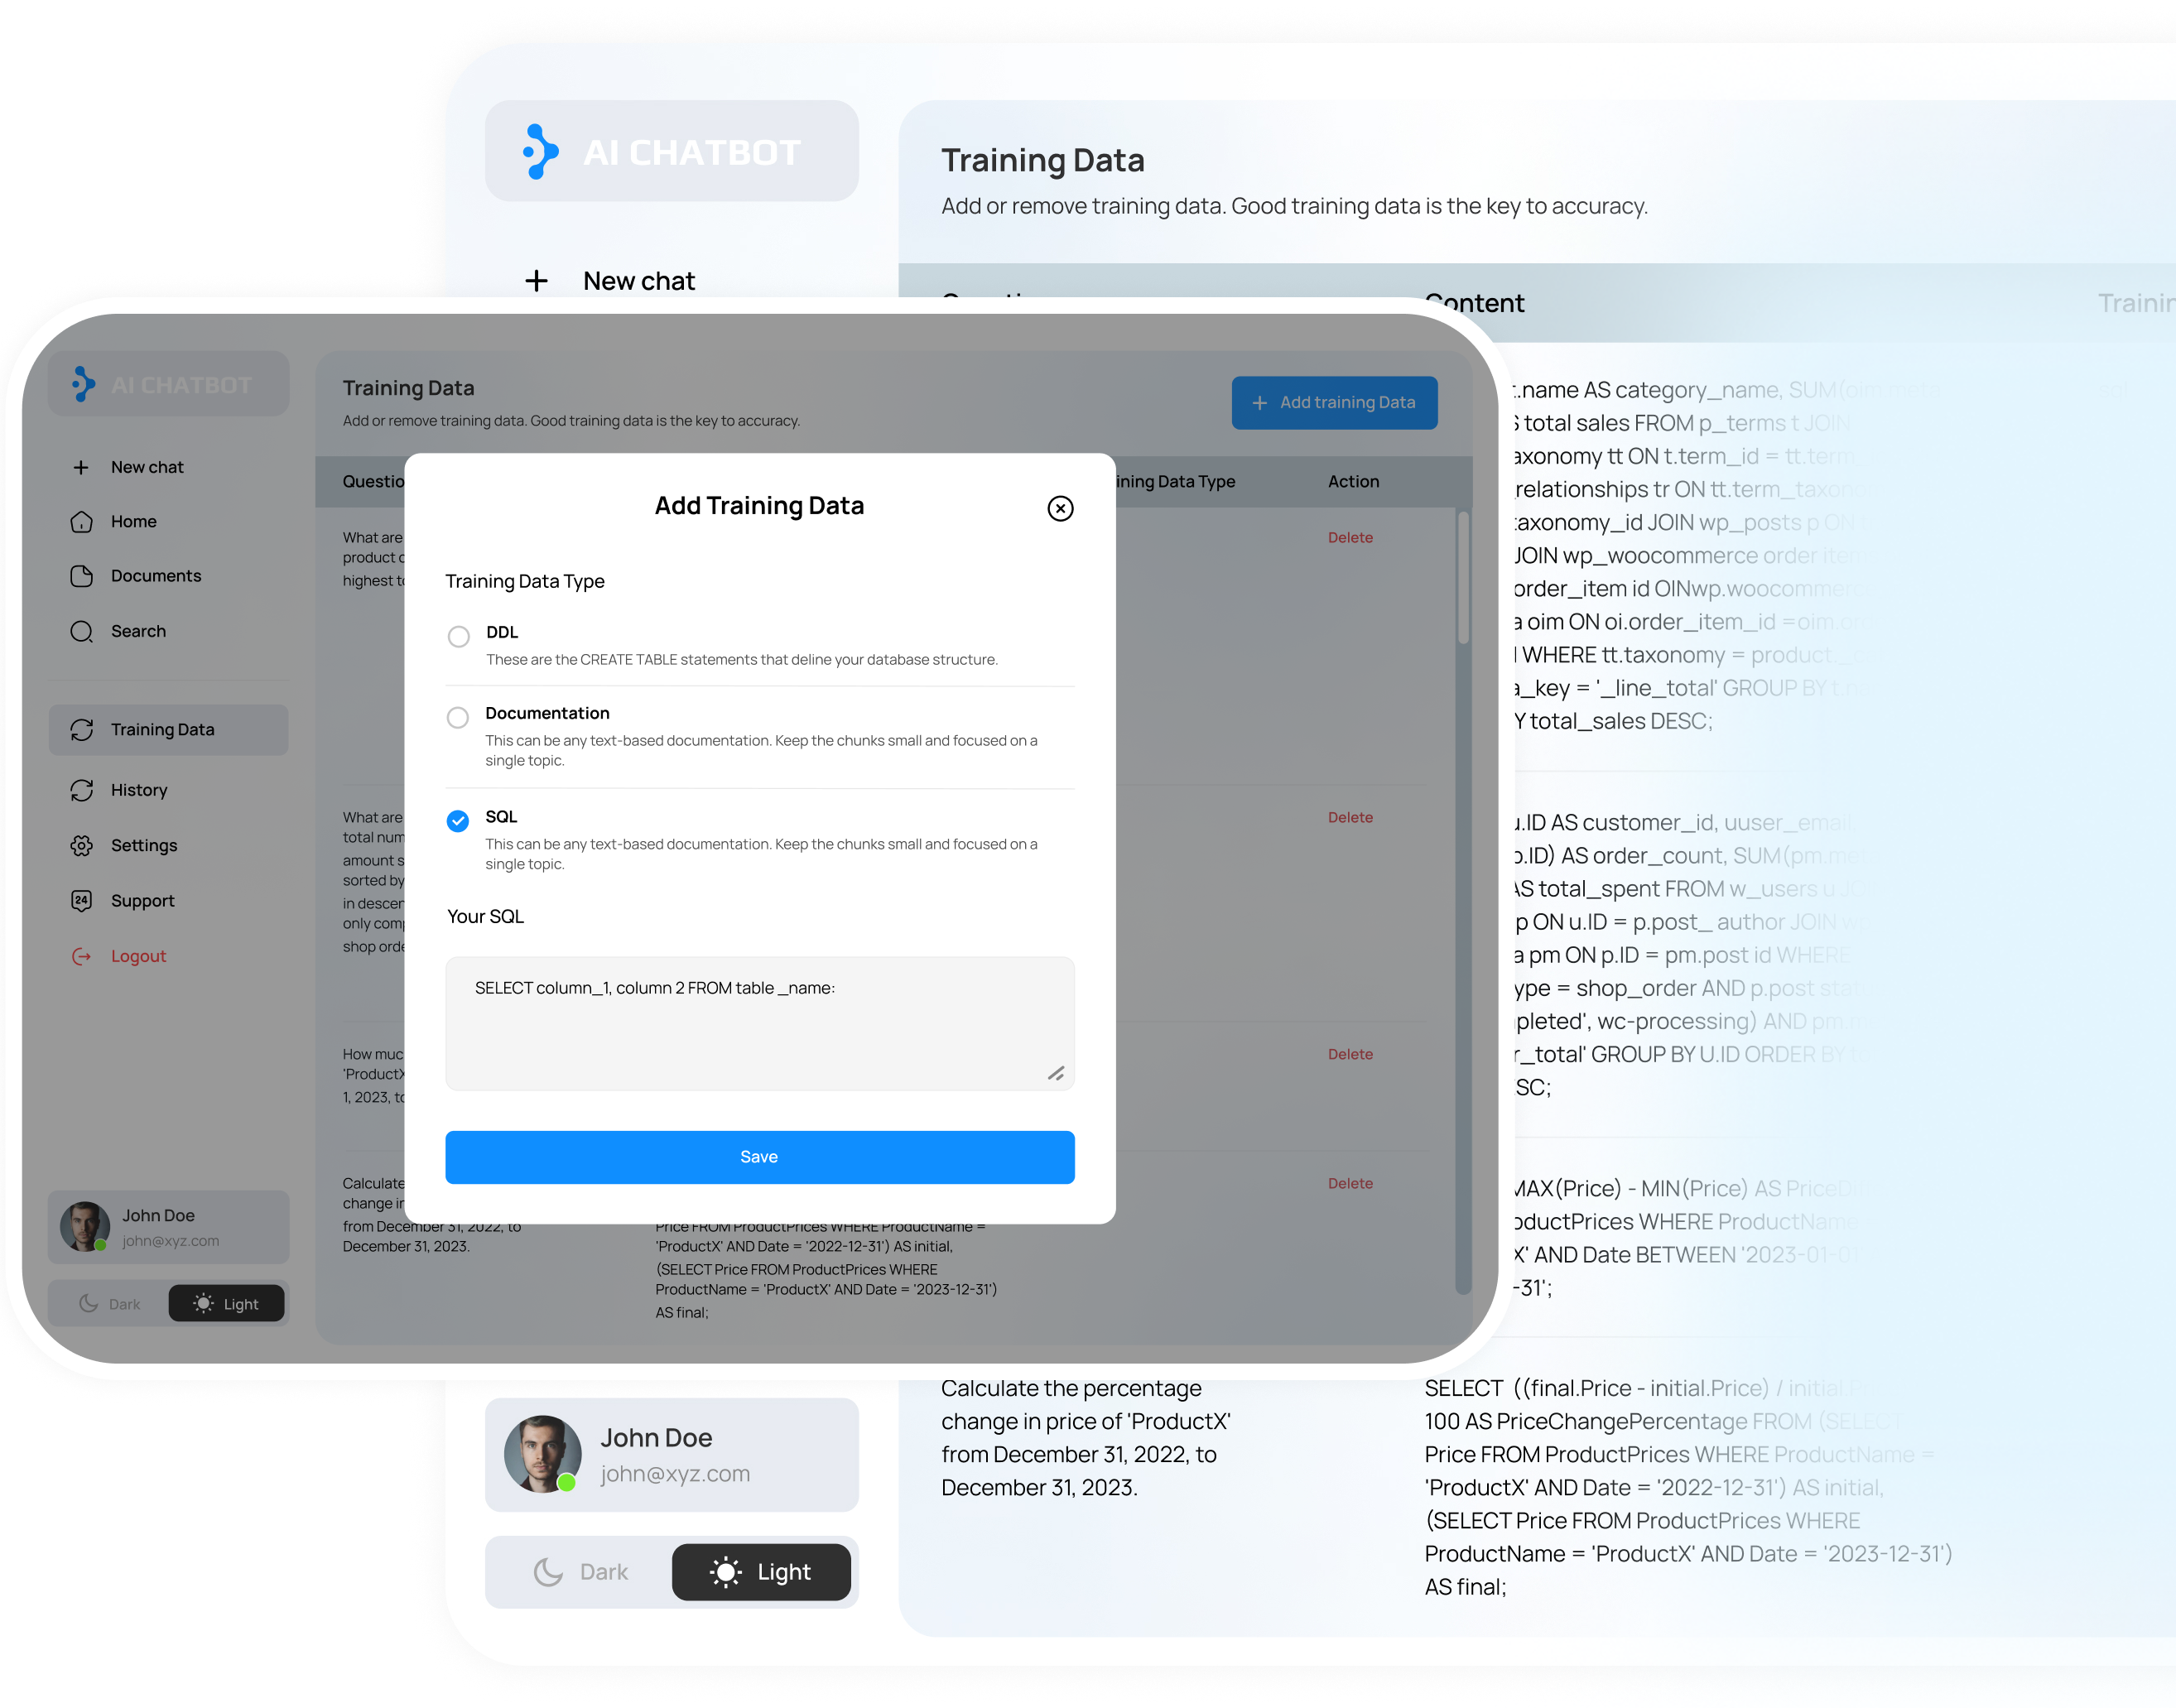 AI CHATBOT
New chat
Training Data
Add or remove training data. Good training data is the key to accuracy.
Content
t.name AS category_name, SUM(oim.meta
total sales FROM p_terms t JOIN
axonomy tt ON t.term_id = tt.term
relationships tr ON tt.term_taxono
taxonomy_id JOIN wp_posts p ON
JOIN wp_woocommerce order item
order_item id OINwp.woocommerc
a oim ON oi.order_item_id =oim.or
WHERE tt.taxonomy = product._c
a_key = '_line_total' GROUP BY t.n
Y total_sales DESC;
u.ID AS customer_id, uuser_email
p.ID) AS order_count, SUM(pm.me
AS total_spent FROM w_users u JO
p ON u.ID = p.post_ author JOIN w
a pm ON p.ID = pm.post id WHERE
ype = shop_order AND p.post stat
pleted', wc-processing) AND pm.
r_total' GROUP BY U.ID ORDER BY
SC;
MAX(Price) - MIN(Price) AS PriceDi
oductPrices WHERE ProductName
X' AND Date BETWEEN '2023-01-01
-31';
Calculate the percentage
change in price of 'ProductX'
from December 31, 2022, to
December 31, 2023.
SELECT ((final.Price - initial.Price) / initial.
100 AS PriceChangePercentage FROM (SELECT
Price FROM ProductPrices WHERE ProductName =
'ProductX' AND Date = '2022-12-31') AS initial,
(SELECT Price FROM ProductPrices WHERE
ProductName = 'ProductX' AND Date = '2023-12-31')
AS final;
John Doe
john@xyz.com
Dark
Light
AI CHATBOT
New chat
Home
Documents
Search
Training Data
History
Settings
Support
Logout
John Doe
john@xyz.com
Dark
Light
Training Data
Add or remove training data. Good training data is the key to accuracy.
Add training Data
Questio
ining Data Type
Action
What are
product c
highest to
Delete
What are
total num
amount s
sorted by
in descen
only comp
shop orde
Delete
How muc
'ProductX
1, 2023, to
Delete
Calculate
change in
from December 31, 2022, to
December 31, 2023.
Price FROM ProductPrices WHERE ProductName =
'ProductX' AND Date = '2022-12-31') AS initial,
(SELECT Price FROM ProductPrices WHERE
ProductName = 'ProductX' AND Date = '2023-12-31')
AS final;
Delete
Add Training Data
Training Data Type
DDL
These are the CREATE TABLE statements that deline your database structure.
Documentation
This can be any text-based documentation. Keep the chunks small and focused on a
single topic.
SQL
This can be any text-based documentation. Keep the chunks small and focused on a
single topic.
Your SQL
SELECT column_1, column 2 FROM table _name:
Save